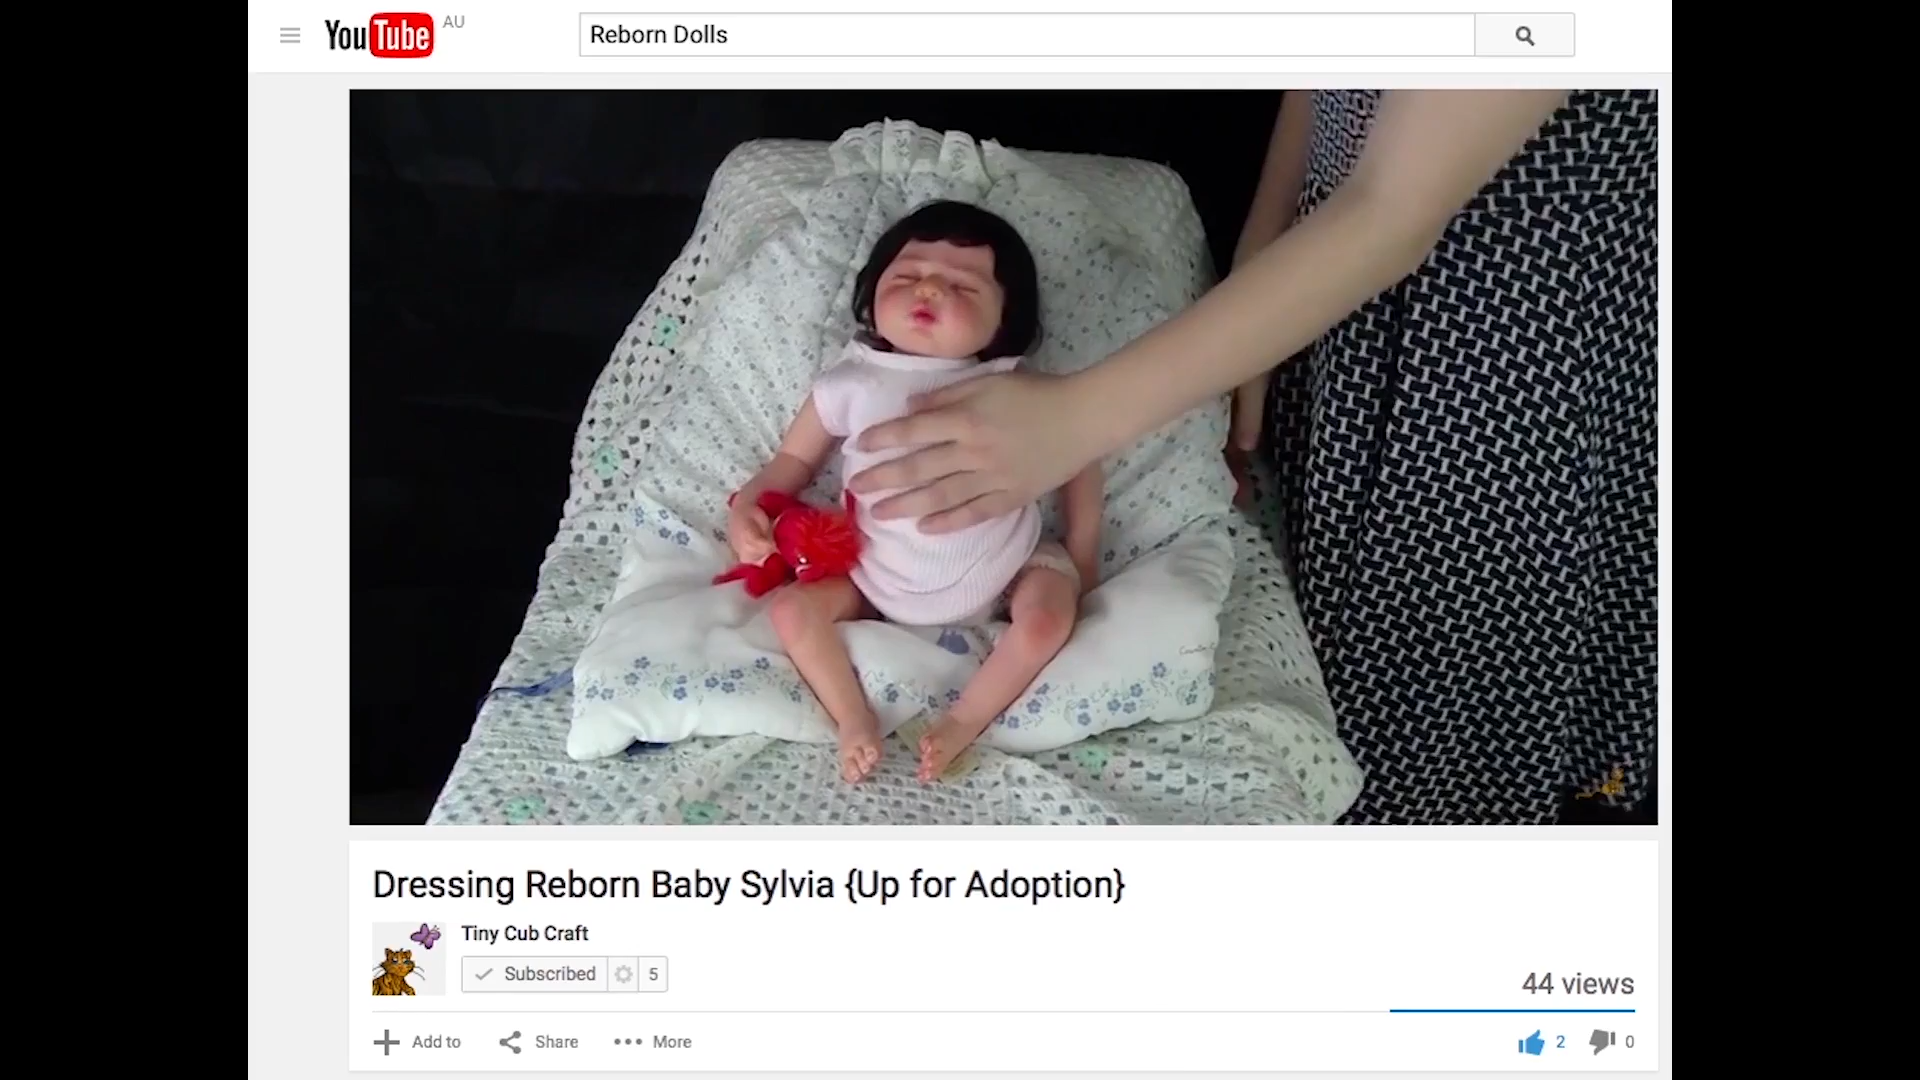 YouTube AU
Reborn Dolls
Dressing Reborn Baby Sylvia {Up for Adoption}
Tiny Cub Craft
Subscribed 5
44 views
Add to Share More 2 0